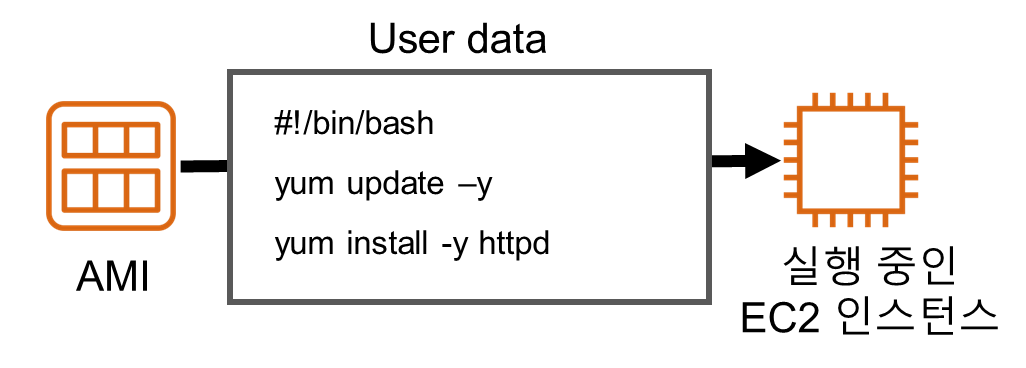 User data
#!/bin/bash
yum update –y
yum install -y httpd
AMI
실행 중인
EC2 인스턴스